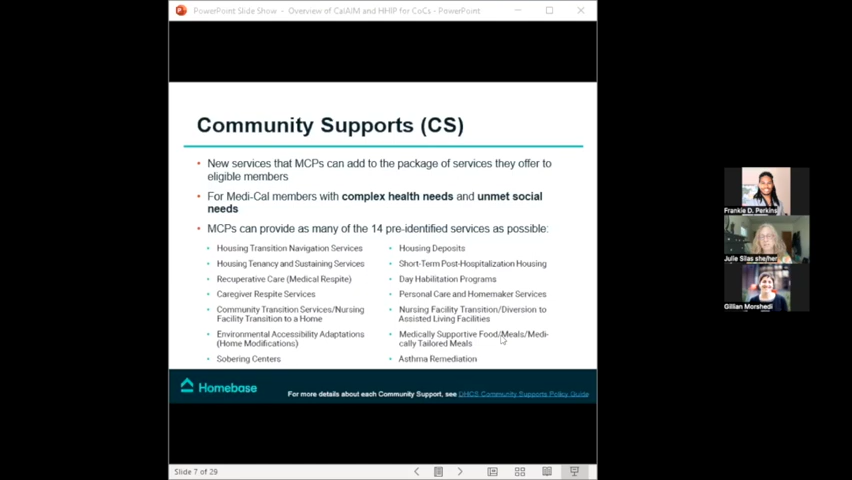 PowerPoint Slide Show - Overview of CalAIM and HHIP for CoCs - PowerPoint
Community Supports (CS)
• New services that MCPs can add to the package of services they offer to
eligible members
• For Medi-Cal members with complex health needs and unmet social
needs
• MCPs can provide as many of the 14 pre-identified services as possible:
• Housing Transition Navigation Services
• Housing Tenancy and Sustaining Services
• Recuperative Care (Medical Respite)
• Caregiver Respite Services
• Community Transition Services/Nursing
Facility Transition to a Home
• Environmental Accessibility Adaptations
(Home Modifications)
• Sobering Centers
• Housing Deposits
• Short-Term Post-Hospitalization Housing
• Day Habilitation Programs
• Personal Care and Homemaker Services
• Nursing Facility Transition/Diversion to
Assisted Living Facilities
• Medically Supportive Food/Meals/Medi-
cally Tailored Meals
• Asthma Remediation
Homebase
For more details about each Community Support, see DHCS Community Supports Policy Guide
Slide 7 of 29
Frankie D. Perkins
Julie Silas she/her
Gillian Morshedi